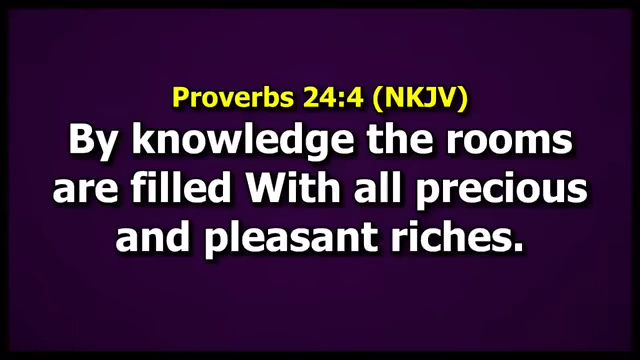 Proverbs 24:4 (NKJV)
By knowledge the rooms
are filled With all precious
and pleasant riches.